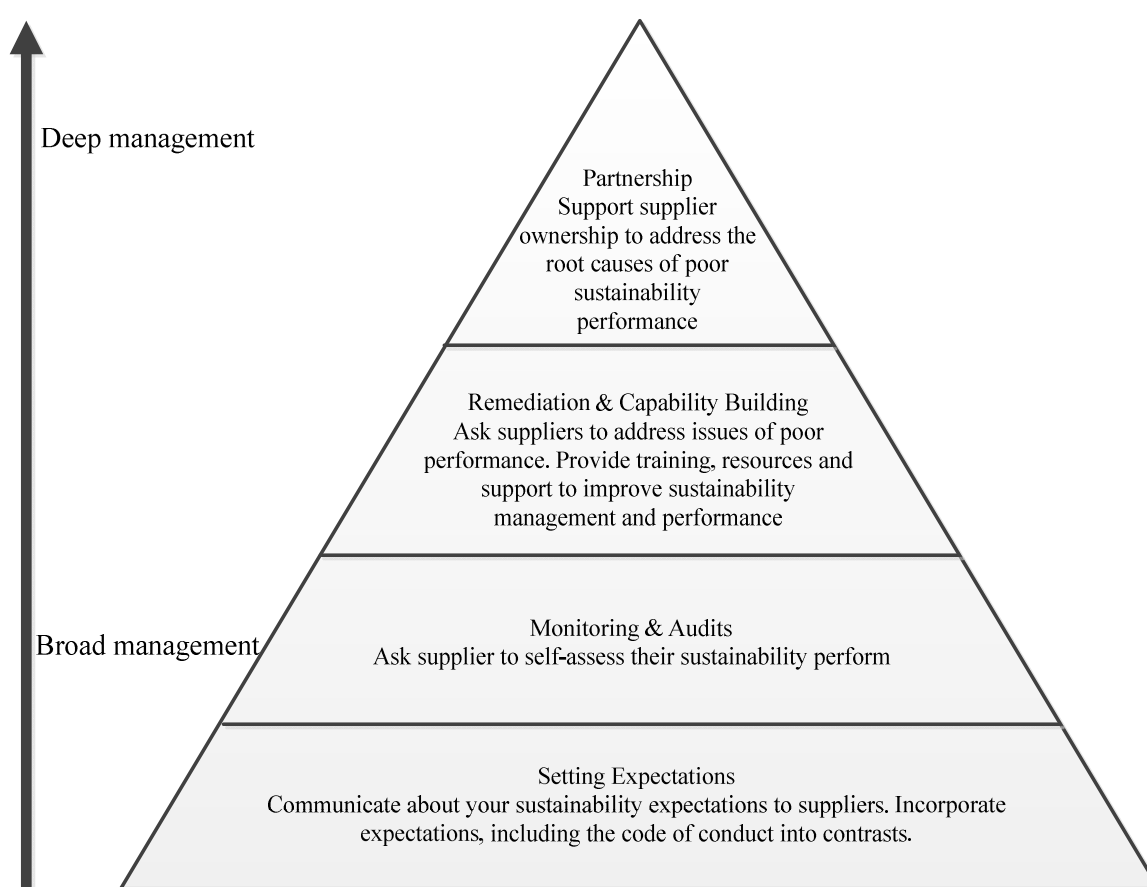 Deep management
Partnership
Support supplier
ownership to address the
root causes of poor
sustainability
performance
Remediation & Capability Building
Ask suppliers to address issues of poor
performance. Provide training, resources and
support to improve sustainability
management and performance
Broad management
Monitoring & Audits
Ask supplier to self-assess their sustainability perform
Setting Expectations
Communicate about your sustainability expectations to suppliers. Incorporate
expectations, including the code of conduct into contrasts.